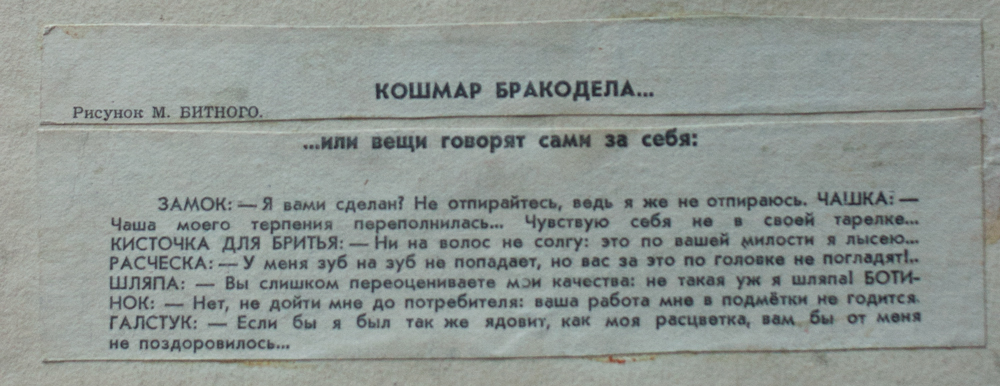 КОШМАР БРАКОДЕЛА...
Рисунок М. БИТНОГО.
...или вещи говорят сами за себя:
ЗАМОК: — Я вами сделан? Не отпирайтесь, ведь я же не отпираюсь. ЧАШКА: —
Чаша моего терпения переполнилась... Чувствую себя не в своей тарелке...
КИСТОЧКА ДЛЯ БРИТЬЯ: — Ни на волос не солгу: это по вашей милости я лысею...
РАСЧЕСКА: — У меня зуб на зуб не попадает, но вас за это по головке не погладят!..
ШЛЯПА: — Вы слишком переоцениваете мои качества: не такая уж я шляпа! БОТИ-
НОК: — Нет, не дойти мне до потребителя: ваша работа мне в подмётки не годится.
ГАЛСТУК: — Если бы я был так же ядовит, как моя расцветка, вам бы от меня
не поздоровилось...